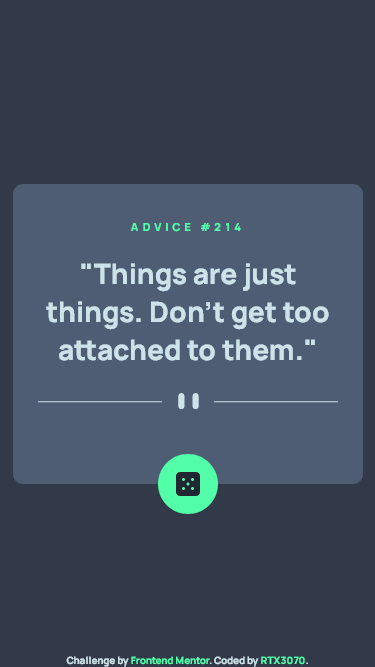 ADVICE #214
"Things are just
things. Don’t get too
attached to them."
Challenge by Frontend Mentor. Coded by RTX3070.